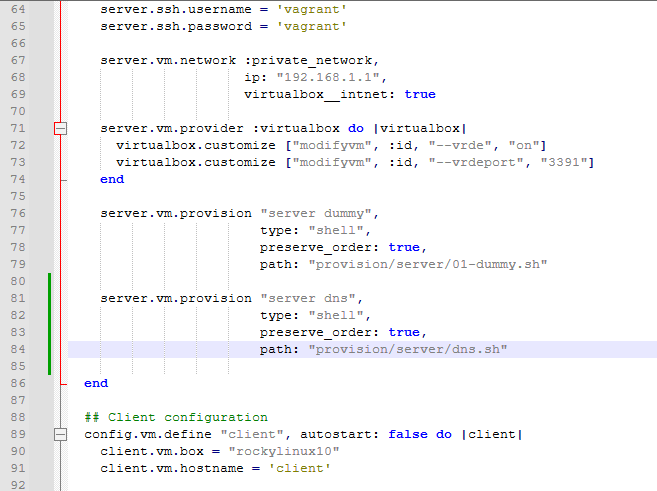 64 server.ssh.username = 'vagrant'
65 server.ssh.password = 'vagrant'
66
67 server.vm.network :private_network,
68 ip: "192.168.1.1",
69 virtualbox__intnet: true
70
71 server.vm.provider :virtualbox do |virtualbox|
72 virtualbox.customize ["modifyvm", :id, "--vrde", "on"]
73 virtualbox.customize ["modifyvm", :id, "--vrdeport", "3391"]
74 end
75
76 server.vm.provision "server dummy",
77 type: "shell",
78 preserve_order: true,
79 path: "provision/server/01-dummy.sh"
80
81 server.vm.provision "server dns",
82 type: "shell",
83 preserve_order: true,
84 path: "provision/server/dns.sh"
85
86 end
87
88 ## Client configuration
89 config.vm.define "client", autostart: false do |client|
90 client.vm.box = "rockylinux10"
91 client.vm.hostname = 'client'
92